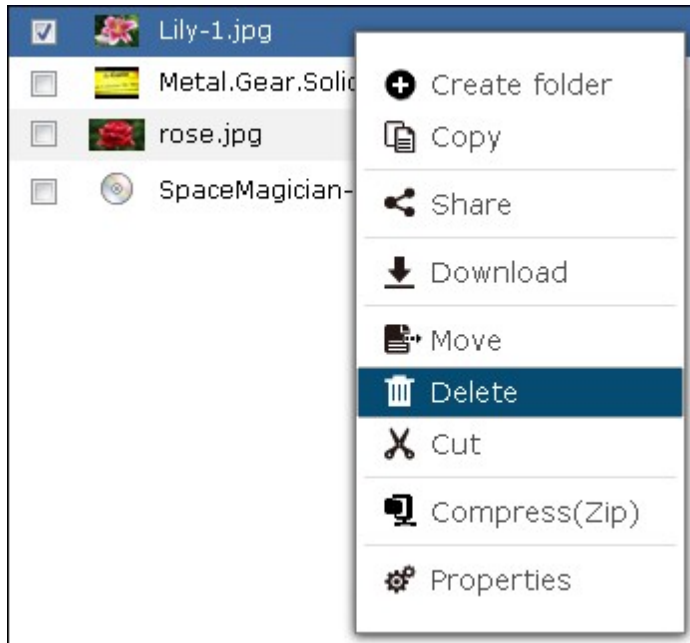 Lily-1.jpg
Metal.Gear.Solid
rose.jpg
SpaceMagician-
Create folder
Copy
Share
Download
Move
Delete
Cut
Compress(Zip)
Properties